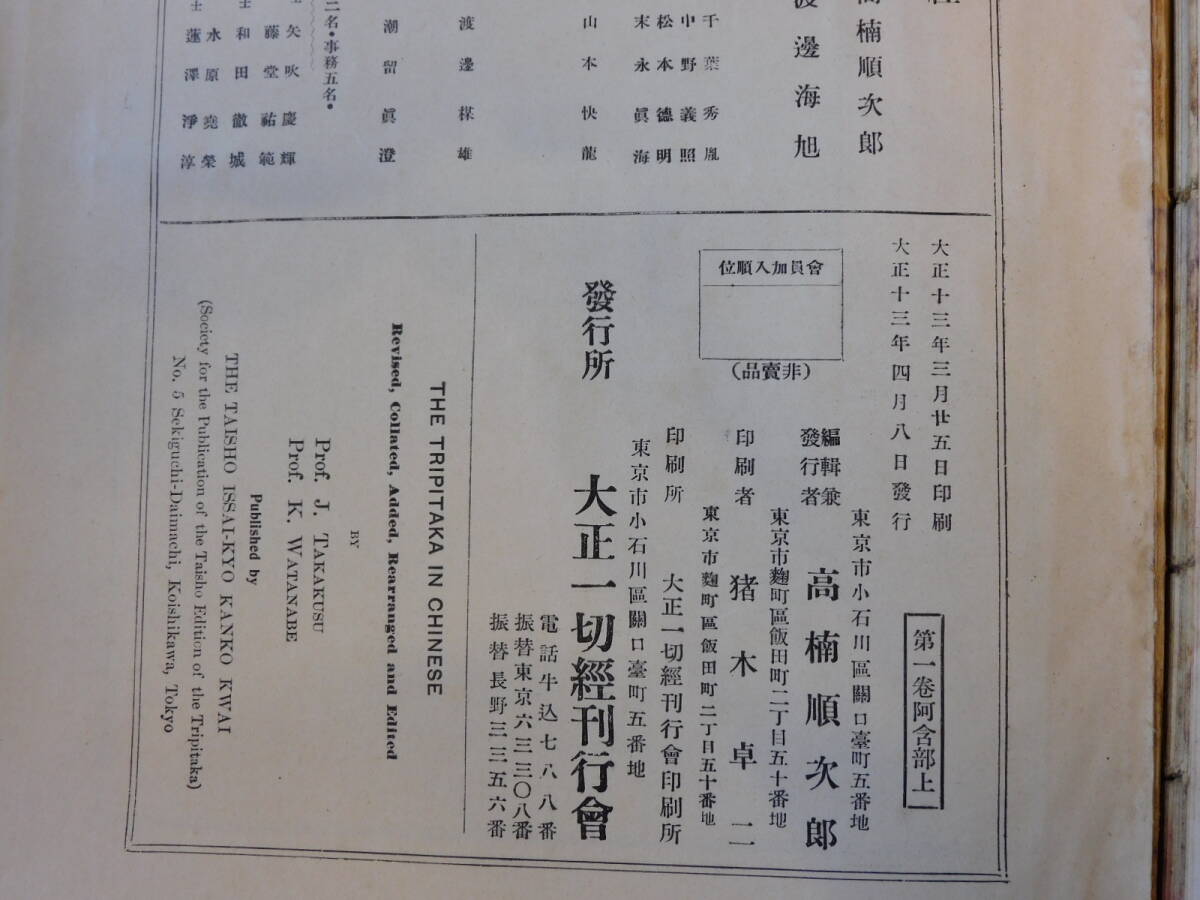 楠順次郎
渡邊海旭
千葉秀胤
中野義照
松本德明
末永眞海
山本快龍
渡邊楳雄
潮留眞澄
二名・事務五名・
矢吹慶輝
藤堂祐範
士 和田徹城
水原堯榮
士 蓮澤淨淳
大正十三年三月廿五日印刷
大正十三年四月八日發行
第一卷阿含部上
會員加入順位
(非賣品)
東京市小石川區關口臺町五番地
編輯兼
發行者 高楠順次郎
東京市麴町區飯田町二丁目五十番地
印刷者 猪木卓二
東京市麴町區飯田町二丁目五十番地
印刷所 大正一切經刊行會印刷所
東京市小石川區關口臺町五番地
發行所 大正一切經刊行會
電話牛込七八八番
振替東京六三三〇八番
振替長野三三五六番
THE TRIPITAKA IN CHINESE
Revised, Collated, Added, Rearranged and Edited
BY
Prof. J. TAKAKUSU
Prof. K. WATANABE
Published by
THE TAISHO ISSAI-KYO KANKO KWAI
(Society for the Publication of the Taisho Edition of the Tripitaka)
No. 5 Sekiguchi-Daimachi, Koishikawa, Tokyo